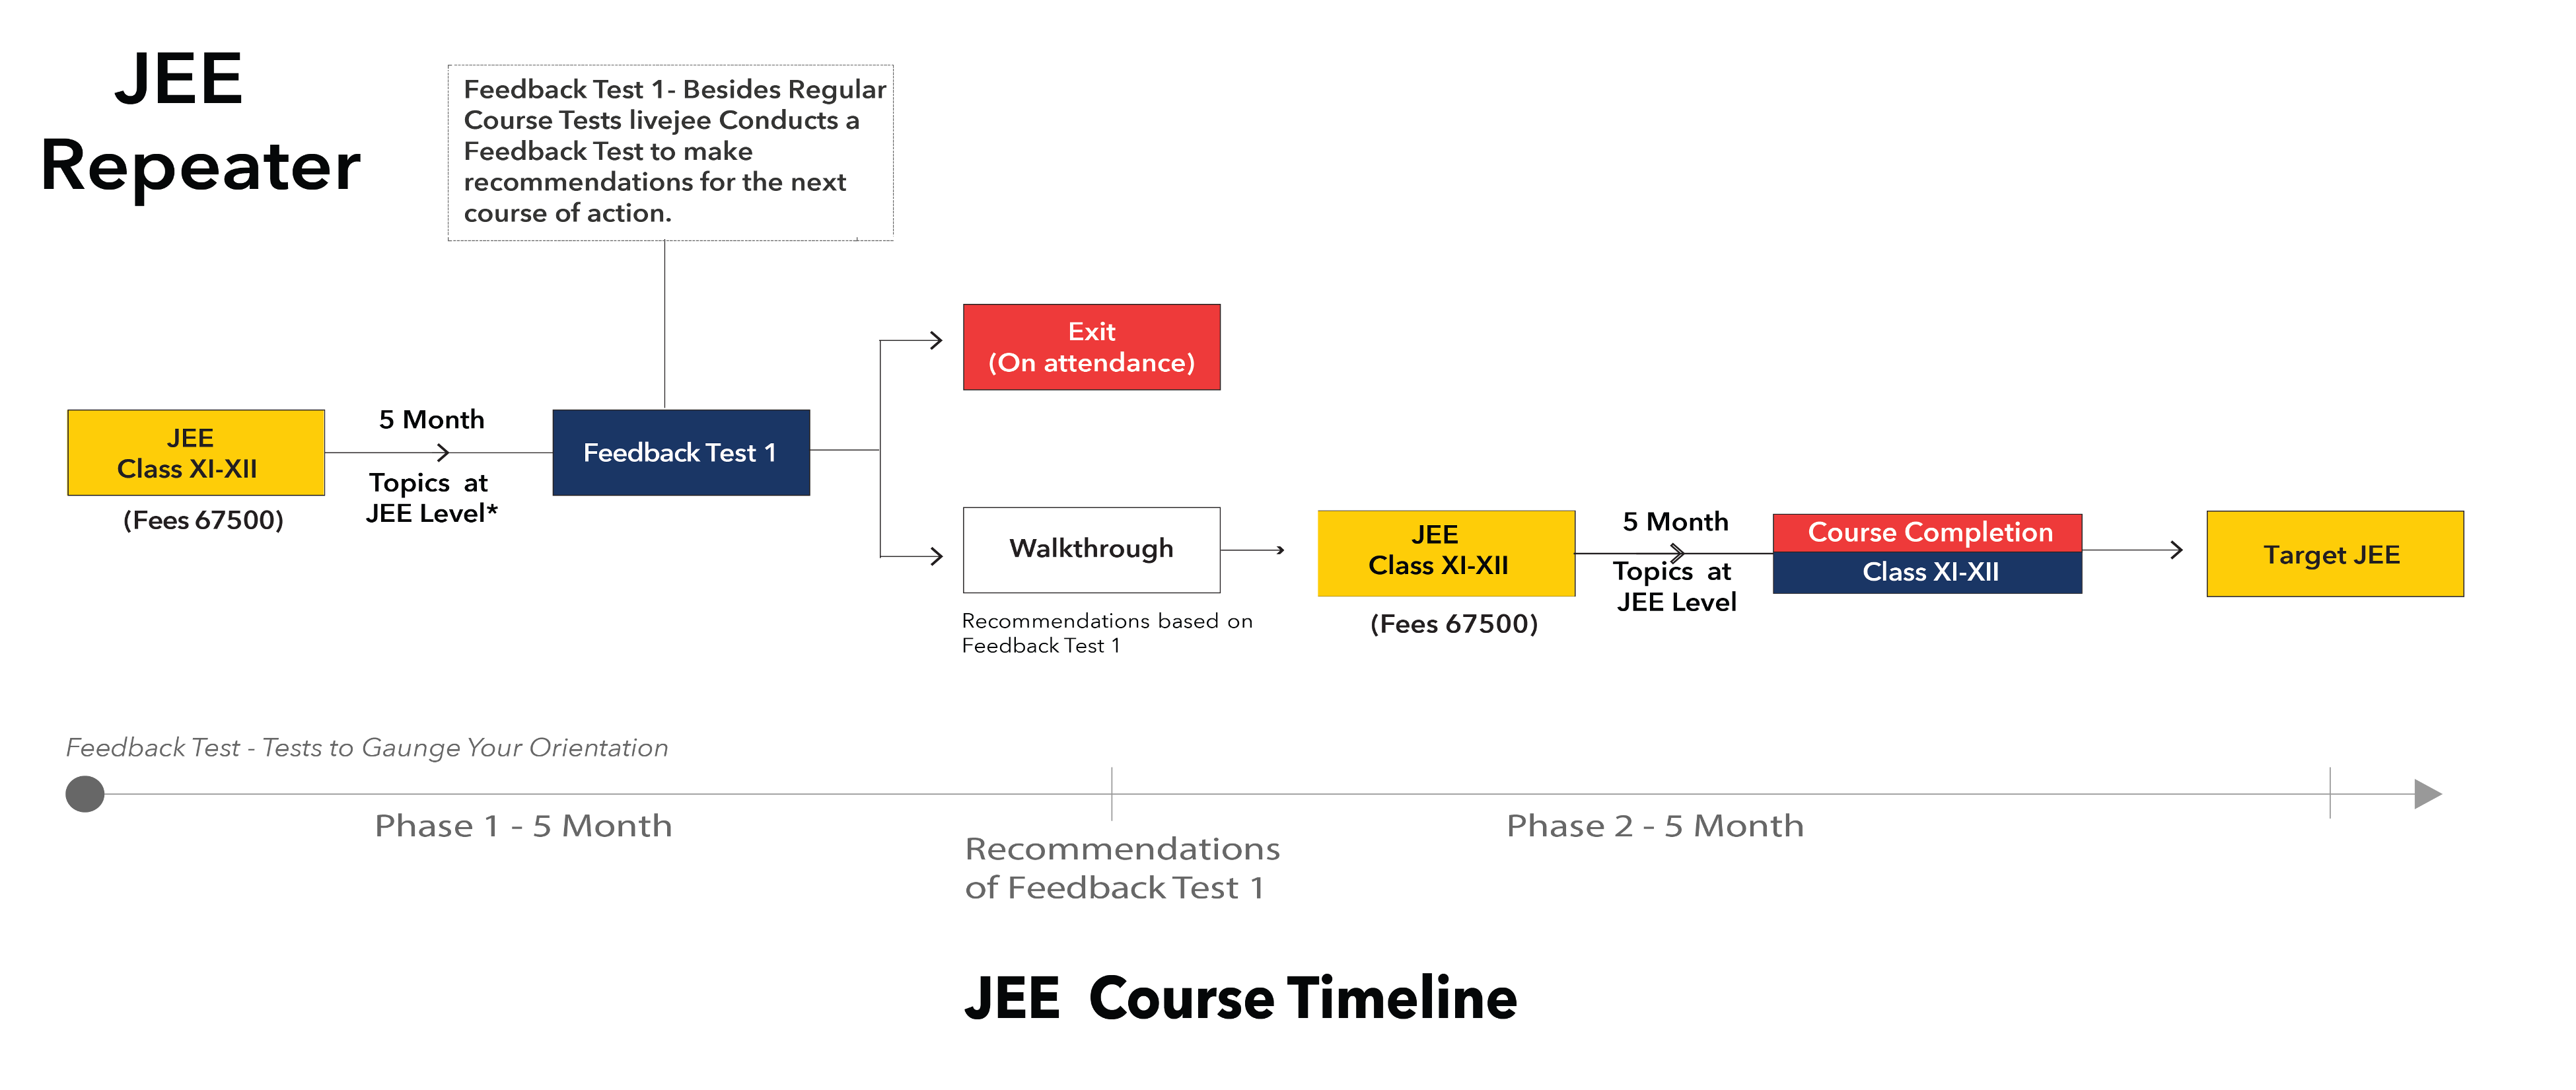 JEE
Repeater
Feedback Test 1- Besides Regular
Course Tests livejee Conducts a
Feedback Test to make
recommendations for the next
course of action.
Exit
(On attendance)
JEE
Class XI-XII
(Fees 67500)
5 Month
Topics at
JEE Level*
Feedback Test 1
Walkthrough
Recommendations based on
Feedback Test 1
JEE
Class XI-XII
(Fees 67500)
5 Month
Topics at
JEE Level
Course Completion
Class XI-XII
Target JEE
Feedback Test - Tests to Gaunge Your Orientation
Phase 1 - 5 Month
Recommendations
of Feedback Test 1
Phase 2 - 5 Month
JEE Course Timeline